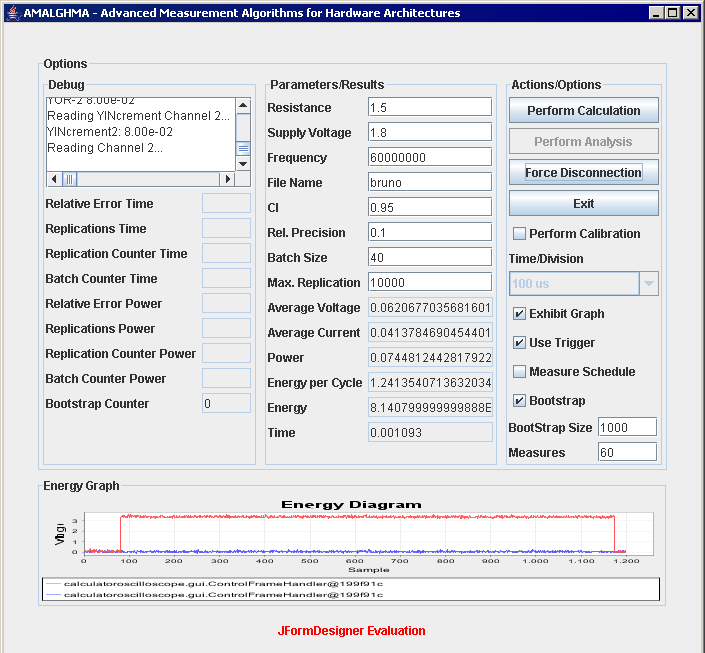 AMALGHMA - Advanced Measurement Algorithms for Hardware Architectures
Options
Debug
YOR-2 8.00e-02
Reading YINcrement Channel 2...
YINcrement2: 8.00e-02
Reading Channel 2...
Relative Error Time
Replications Time
Replication Counter Time
Batch Counter Time
Relative Error Power
Replications Power
Replication Counter Power
Batch Counter Power
Bootstrap Counter 0
Parameters/Results
Resistance 1.5
Supply Voltage 1.8
Frequency 60000000
File Name bruno
CI 0.95
Rel. Precision 0.1
Batch Size 40
Max. Replication 10000
Average Voltage 0.0620677035681601
Average Current 0.0413784690454401
Power 0.0744812442817922
Energy per Cycle 1.2413540713632034
Energy 8.140799999999888E
Time 0.001093
Actions/Options
Perform Calculation
Perform Analysis
Force Disconnection
Exit
Perform Calibration
Time/Division
100 us
Exhibit Graph
Use Trigger
Measure Schedule
Bootstrap
BootStrap Size 1000
Measures 60
Energy Graph
Energy Diagram
3
2
1
0
0 100 200 300 400 500 600 700 800 900 1.000 1.100 1.200
Sample
calculatoroscilloscope.gui.ControlFrameHandler@199f91c
calculatoroscilloscope.gui.ControlFrameHandler@199f91c
JFormDesigner Evaluation